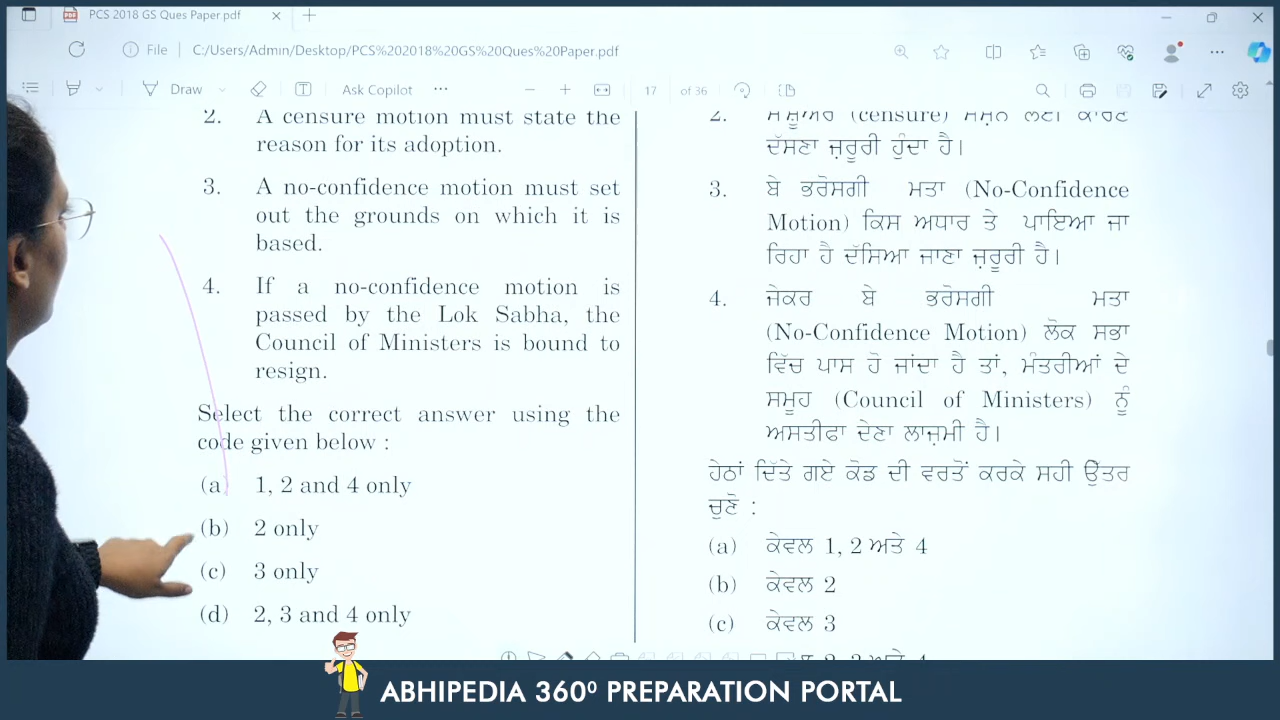 PCS 2018 GS Ques Paper.pdf
File
C:/Users/Admin/Desktop/PCS%202018%20GS%20Ques%20Paper.pdf
Draw
Ask Copilot
17
of 36
2. A censure motion must state the
reason for its adoption.
3. A no-confidence motion must set
out the grounds on which it is
based.
4. If a no-confidence motion is
passed by the Lok Sabha, the
Council of Ministers is bound to
resign.
Select the correct answer using the
code given below :
(a) 1, 2 and 4 only
(b) 2 only
(c) 3 only
(d) 2, 3 and 4 only
2. (censure)
ਦੱਸਣਾ ਜ਼ਰੂਰੀ ਹੁੰਦਾ ਹੈ।
3. ਬੇ ਭਰੋਸਗੀ ਮਤਾ (No-Confidence
Motion) ਕਿਸ ਅਧਾਰ ਤੇ ਪਾਇਆ ਜਾ
ਰਿਹਾ ਹੈ ਦੱਸਿਆ ਜਾਣਾ ਜ਼ਰੂਰੀ ਹੈ।
4. ਜੇਕਰ ਬੇ ਭਰੋਸਗੀ ਮਤਾ
(No-Confidence Motion) ਲੋਕ ਸਭਾ
ਵਿੱਚ ਪਾਸ ਹੋ ਜਾਂਦਾ ਹੈ ਤਾਂ, ਮੰਤਰੀਆਂ ਦੇ
ਸਮੂਹ (Council of Ministers) ਨੂੰ
ਅਸਤੀਫਾ ਦੇਣਾ ਲਾਜ਼ਮੀ ਹੈ।
ਹੇਠਾਂ ਦਿੱਤੇ ਗਏ ਕੋਡ ਦੀ ਵਰਤੋਂ ਕਰਕੇ ਸਹੀ ਉੱਤਰ
ਚੁਣੋ :
(a) ਕੇਵਲ 1, 2 ਅਤੇ 4
(b) ਕੇਵਲ 2
(c) ਕੇਵਲ 3
ABHIPEDIA 360⁰ PREPARATION PORTAL